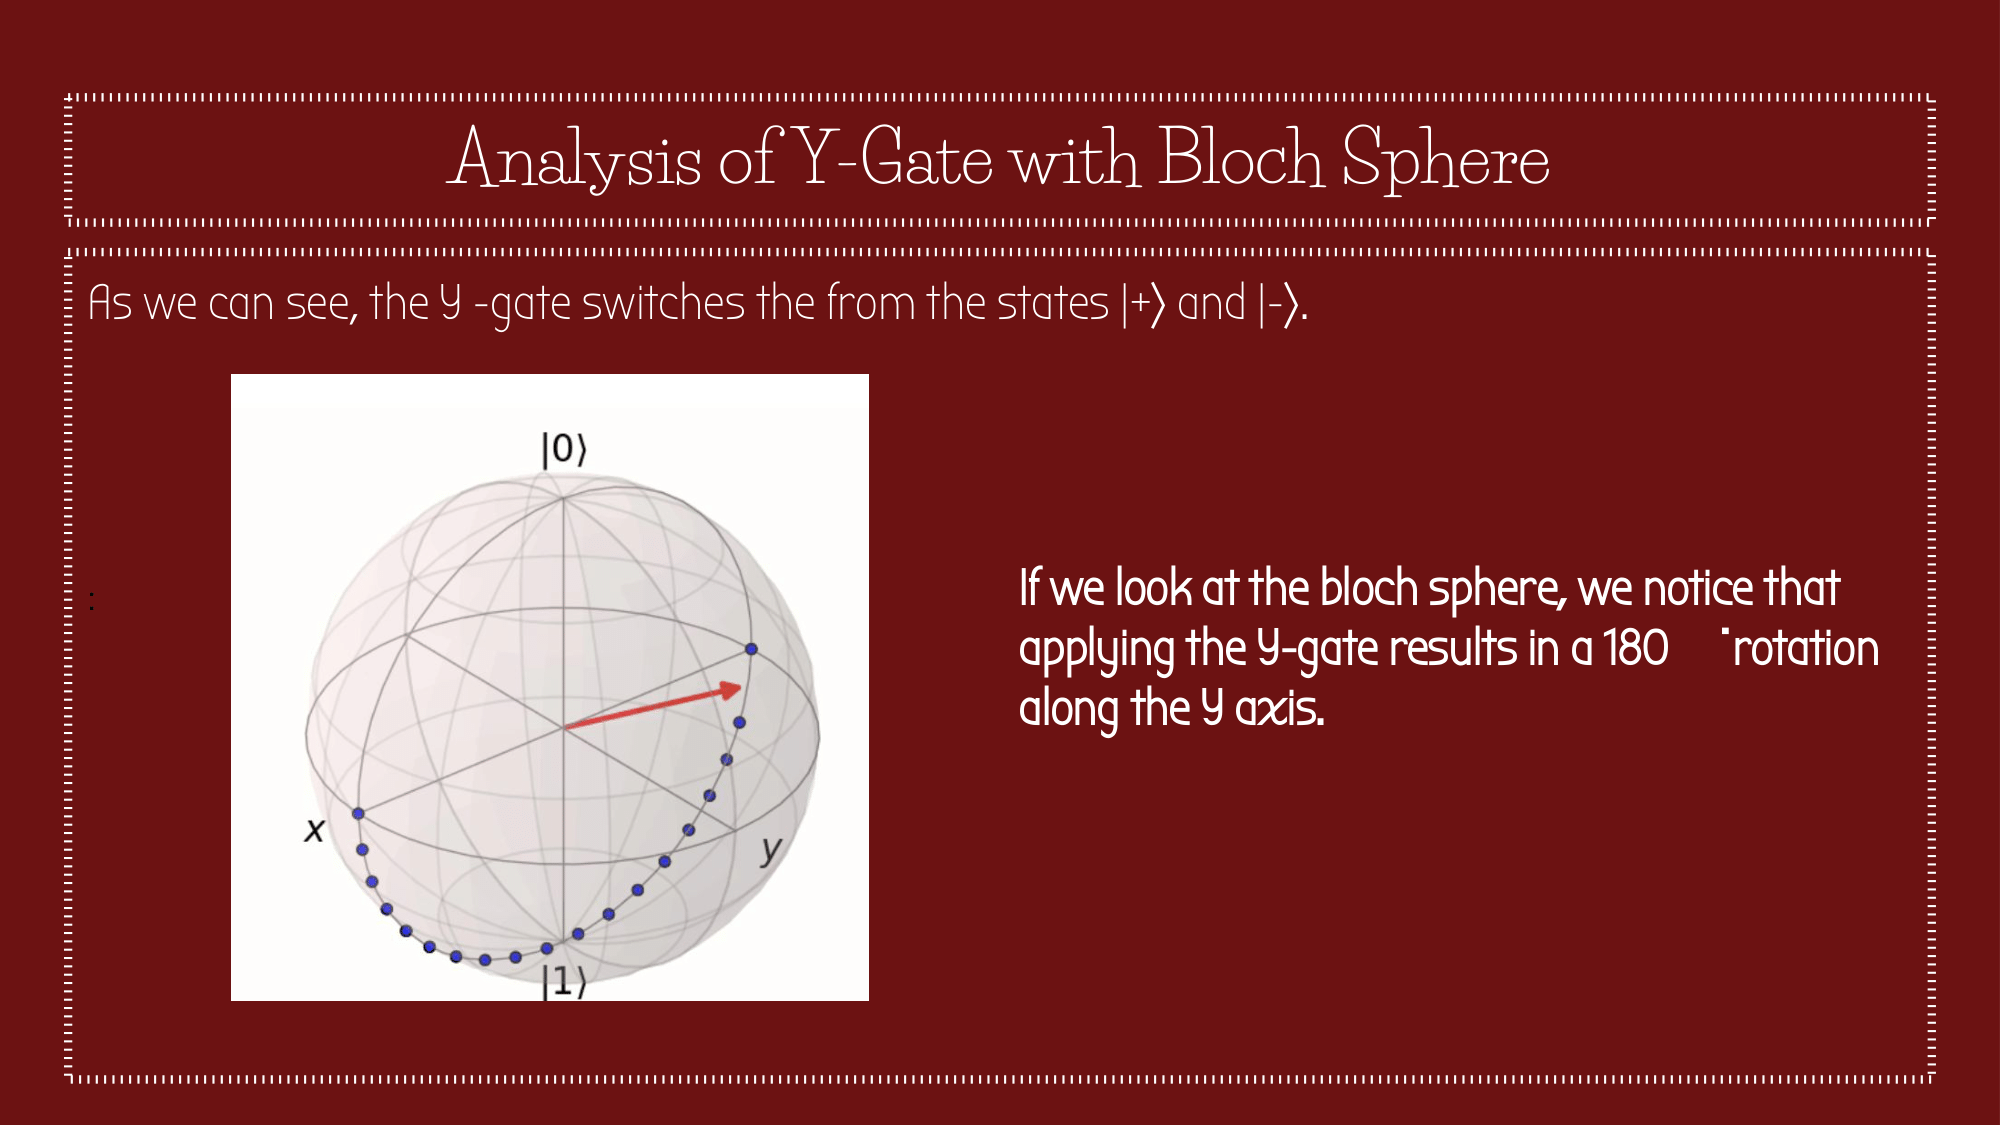 Analysis of Y-Gate with Bloch Sphere
As we can see, the Y -gate switches the from the states |+⟩ and |-⟩.
|0⟩
:
x
y
|1⟩
If we look at the bloch sphere, we notice that
applying the Y-gate results in a 180 ˙rotation
along the Y axis.